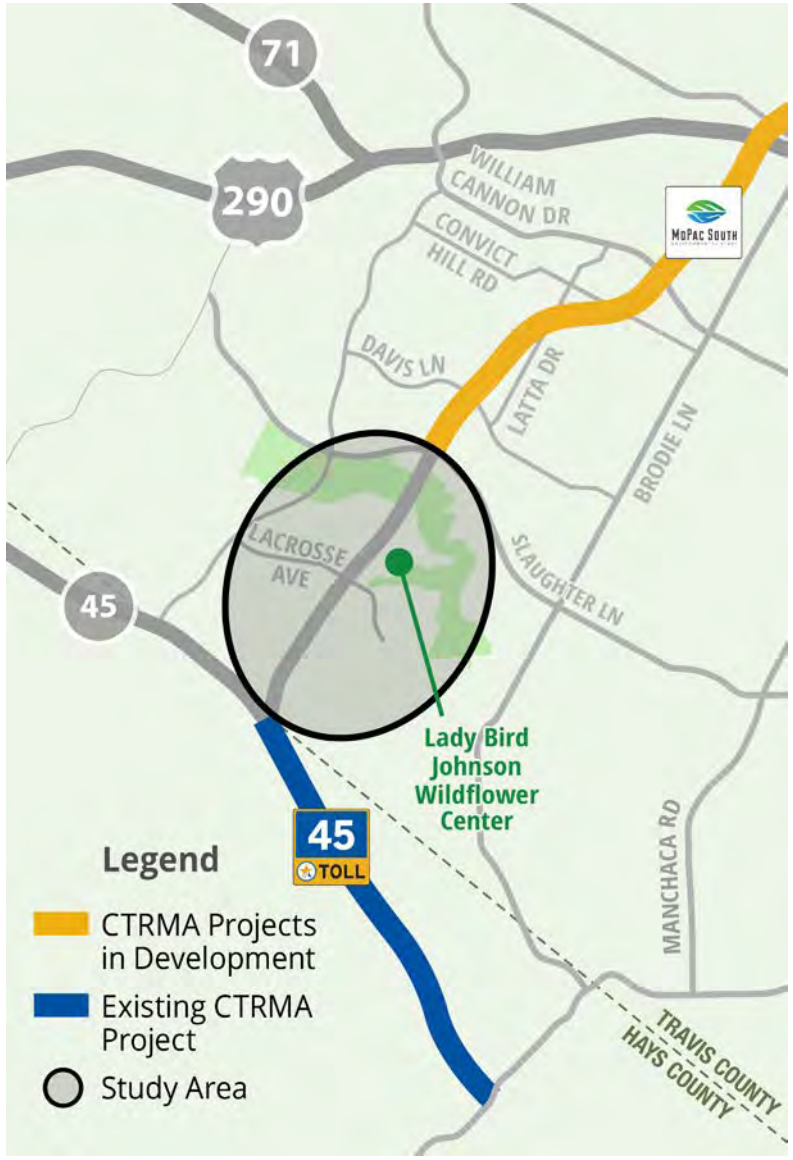 71
290
WILLIAM
CANNON DR
MOPAC SOUTH
CONVICT
HILL RD
DAVIS LN
LATTA DR
BRODIE LN
LACROSSE
AVE
SLAUGHTER LN
45
Lady Bird
Johnson
Wildflower
Center
45
TOLL
MANCHACA RD
TRAVIS COUNTY
HAYS COUNTY
Legend
CTRMA Projects
in Development
Existing CTRMA
Project
Study Area